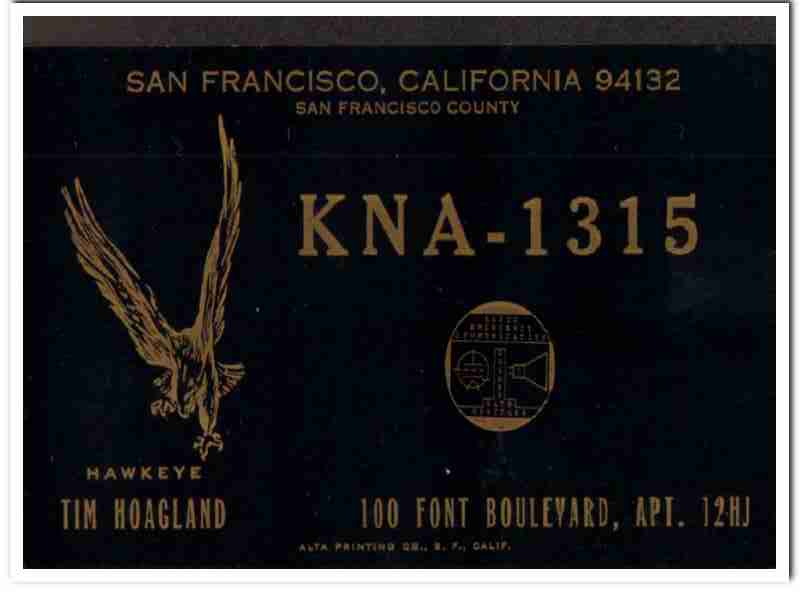 SAN FRANCISCO, CALIFORNIA 94132
SAN FRANCISCO COUNTY
KNA-1315
HAWKEYE
TIM HOAGLAND
100 FONT BOULEVARD, APT. 12HJ
ALTA PRINTING CO., S. F., CALIF.